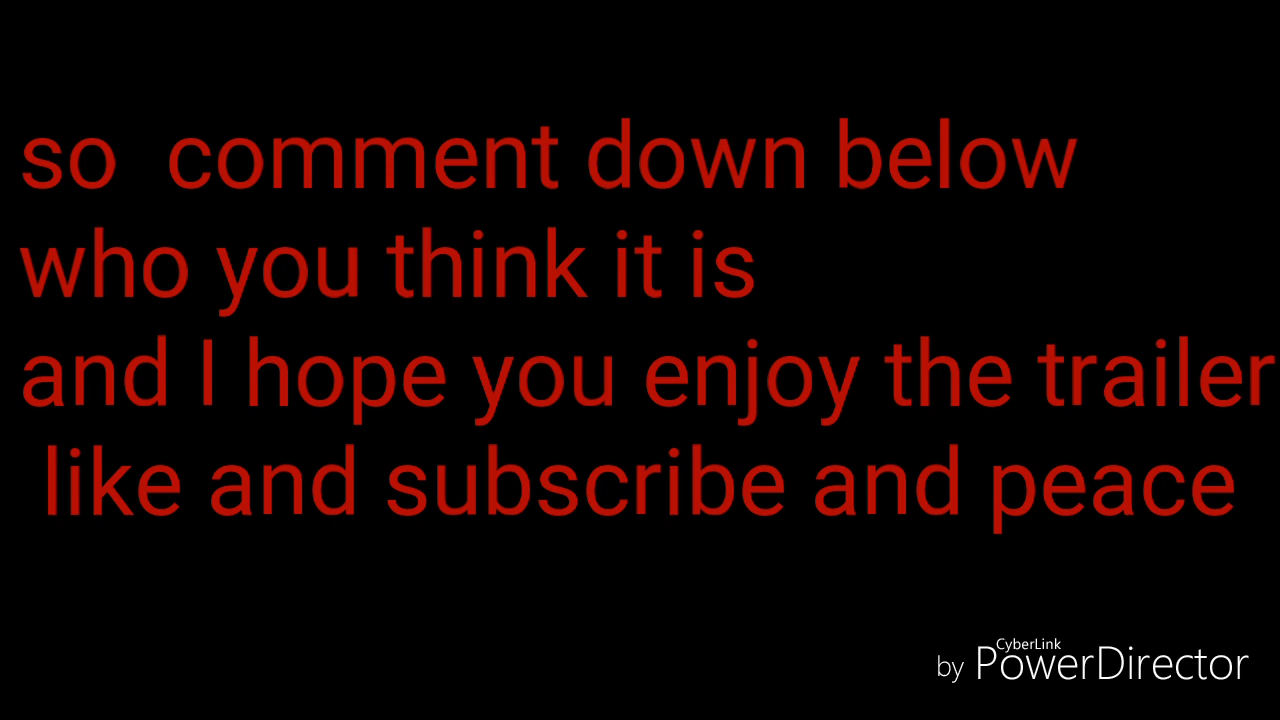 so  comment down below
who you think it is
and I hope you enjoy the trailer
like and subscribe and peace
CyberLink
by PowerDirector